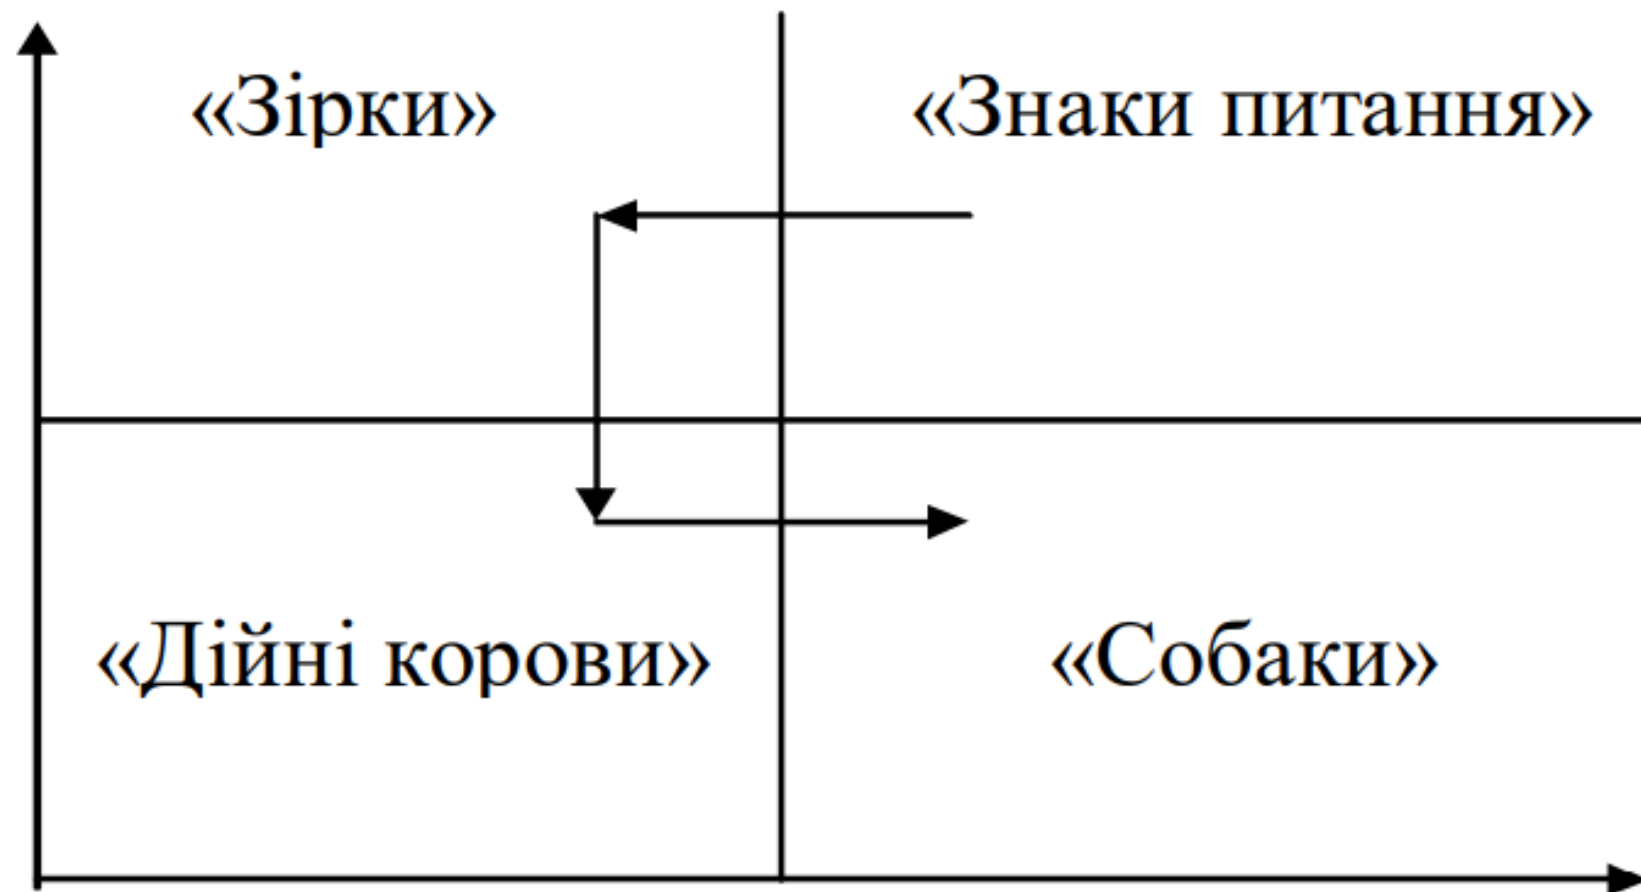 «Зірки»
«Знаки питання»
«Дійні корови»
«Собаки»